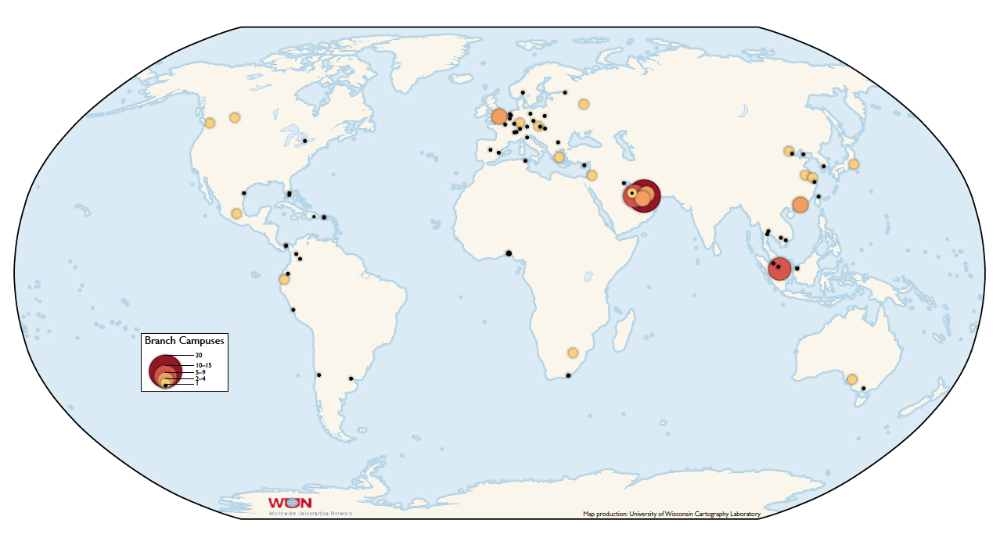 Branch Campuses
20
10–15
5–9
2–4
1
WUN
Worldwide Universities Network
Map production: University of Wisconsin Cartography Laboratory